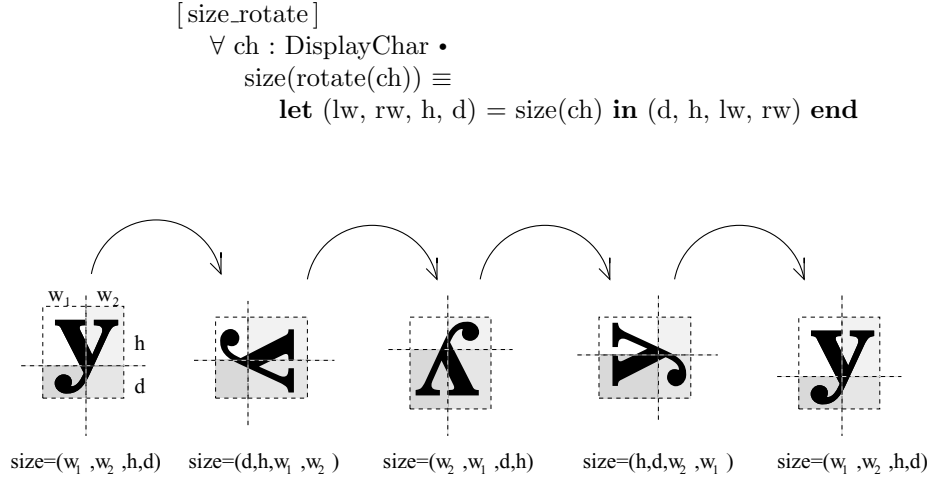 [ size_rotate ]
∀ ch : DisplayChar •
size(rotate(ch)) ≡
let (lw, rw, h, d) = size(ch) in (d, h, lw, rw) end
w₁ w₂
h
d
y y y y y
size=(w₁ ,w₂ ,h,d) size=(d,h,w₁ ,w₂ ) size=(w₂ ,w₁ ,d,h) size=(h,d,w₂ ,w₁ ) size=(w₁ ,w₂ ,h,d)